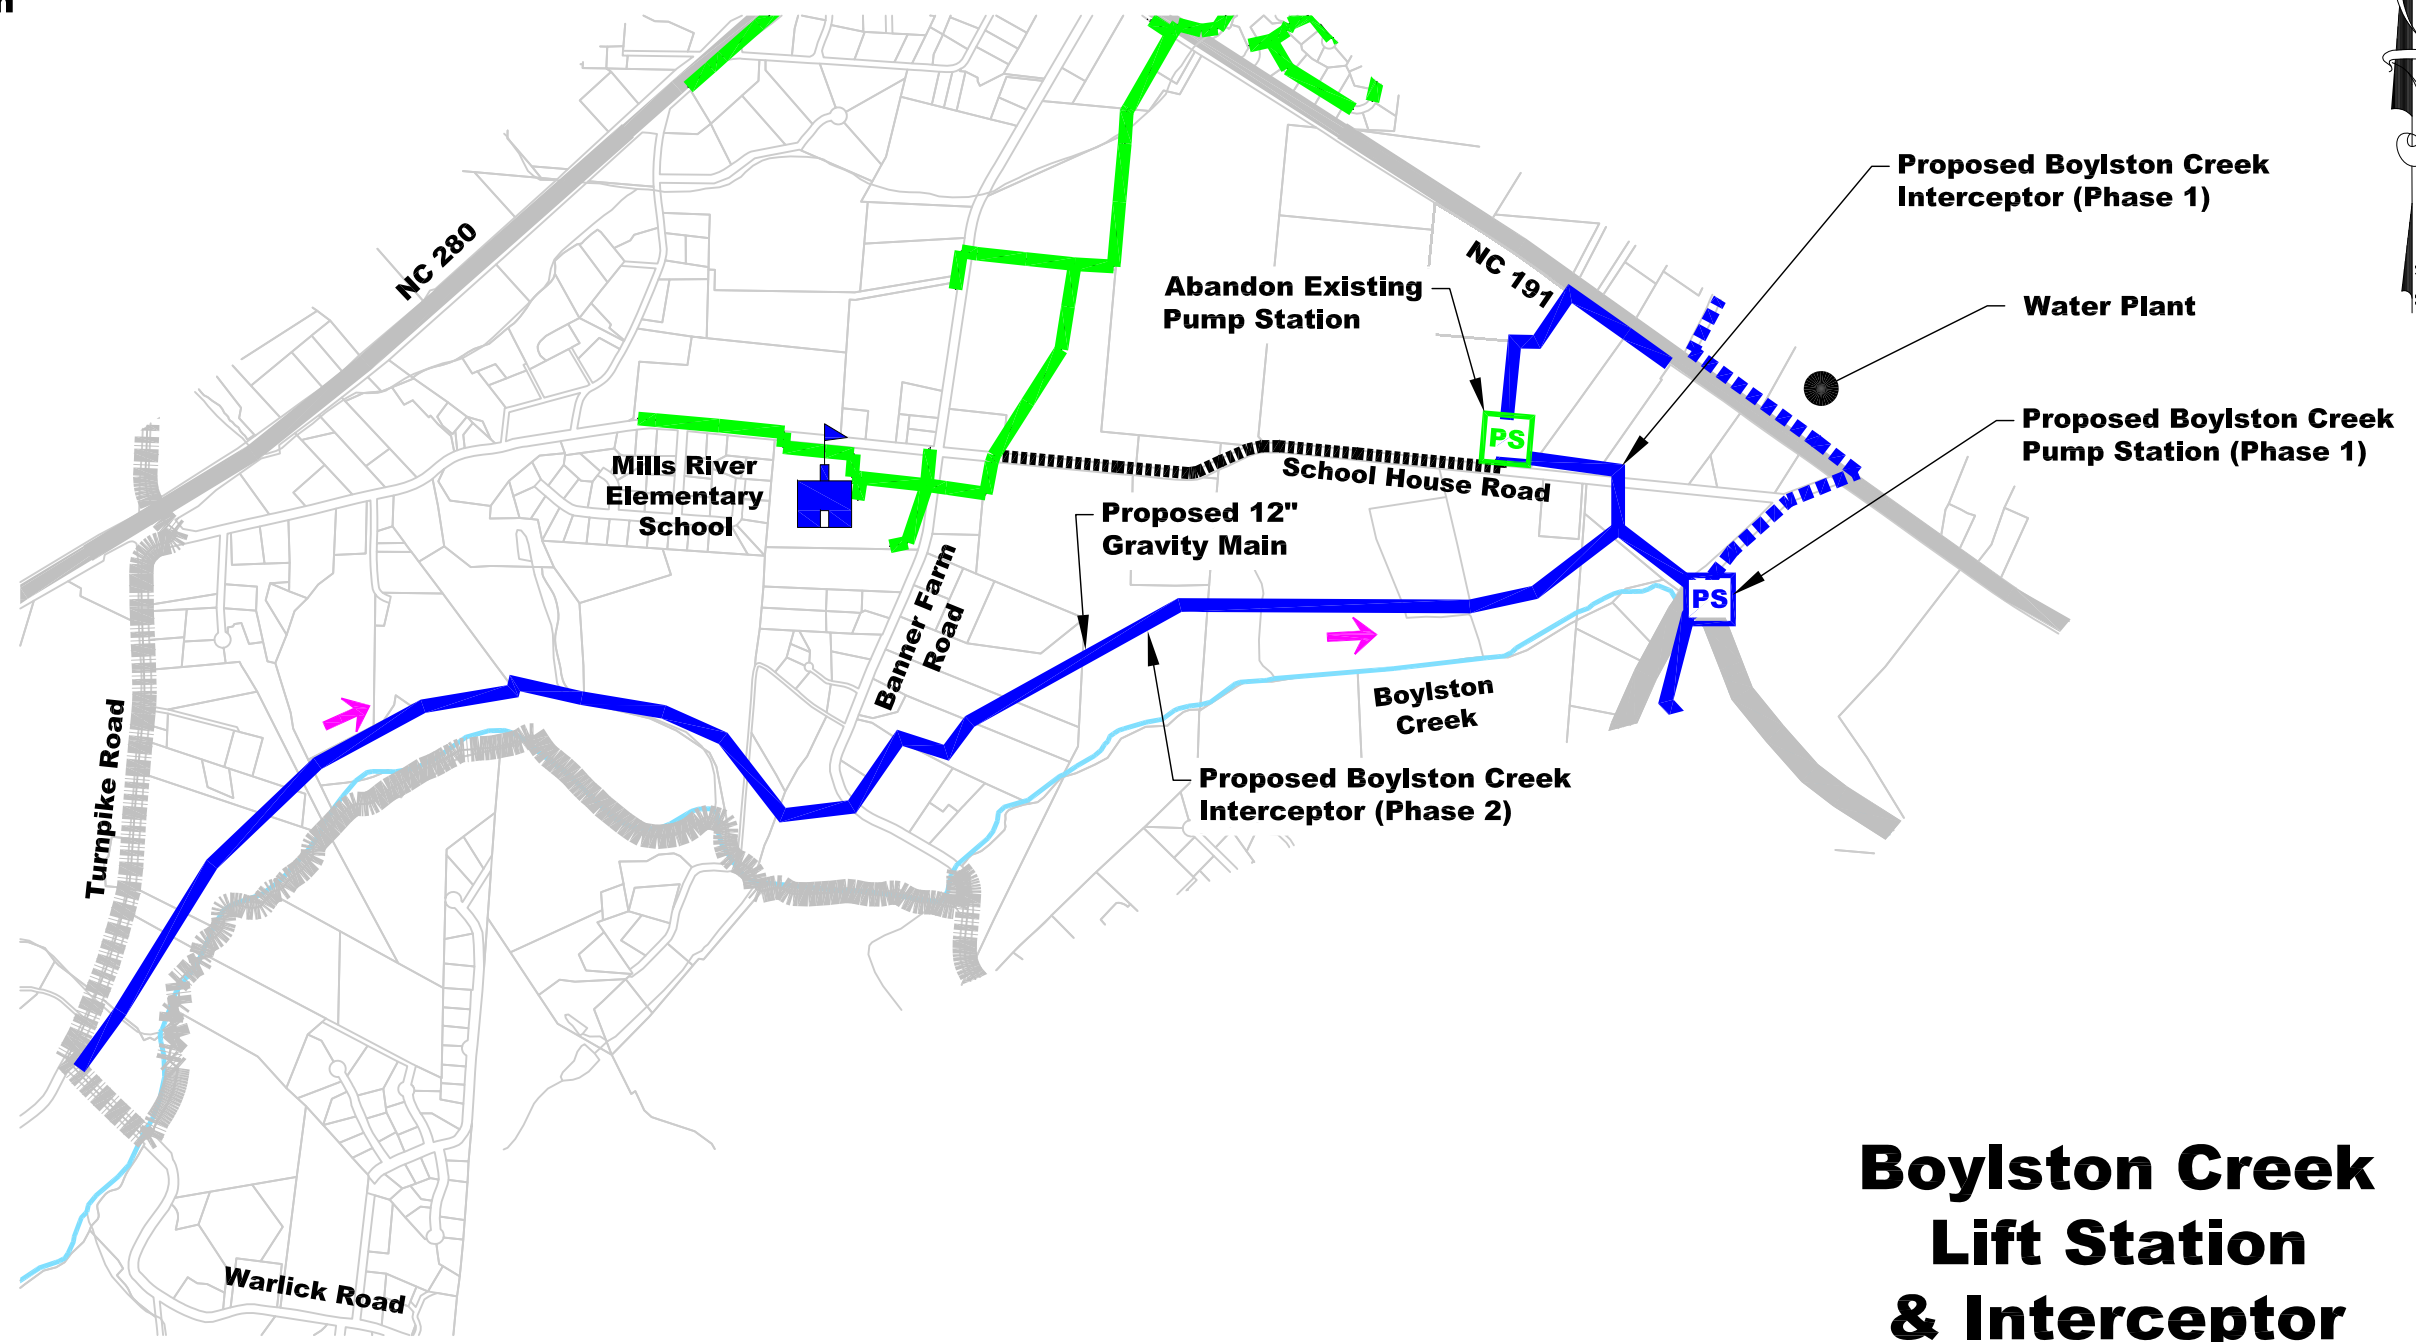 NC 280
Proposed Boylston Creek
Interceptor (Phase 1)
NC 191
Abandon Existing
Pump Station
Water Plant
Proposed Boylston Creek
Pump Station (Phase 1)
PS
School House Road
Mills River
Elementary
School
Proposed 12"
Gravity Main
Banner Farm
Road
PS
Boylston
Creek
Turnpike Road
Proposed Boylston Creek
Interceptor (Phase 2)
Warlick Road
Boylston Creek
Lift Station
& Interceptor